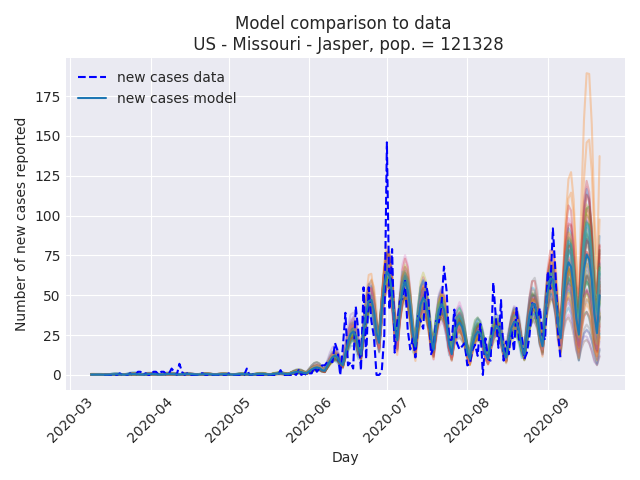 Model comparison to data
US - Missouri - Jasper, pop. = 121328
new cases data
new cases model
Number of new cases reported
175
150
125
100
75
50
25
0
2020-03
2020-04
2020-05
2020-06
2020-07
2020-08
2020-09
Day